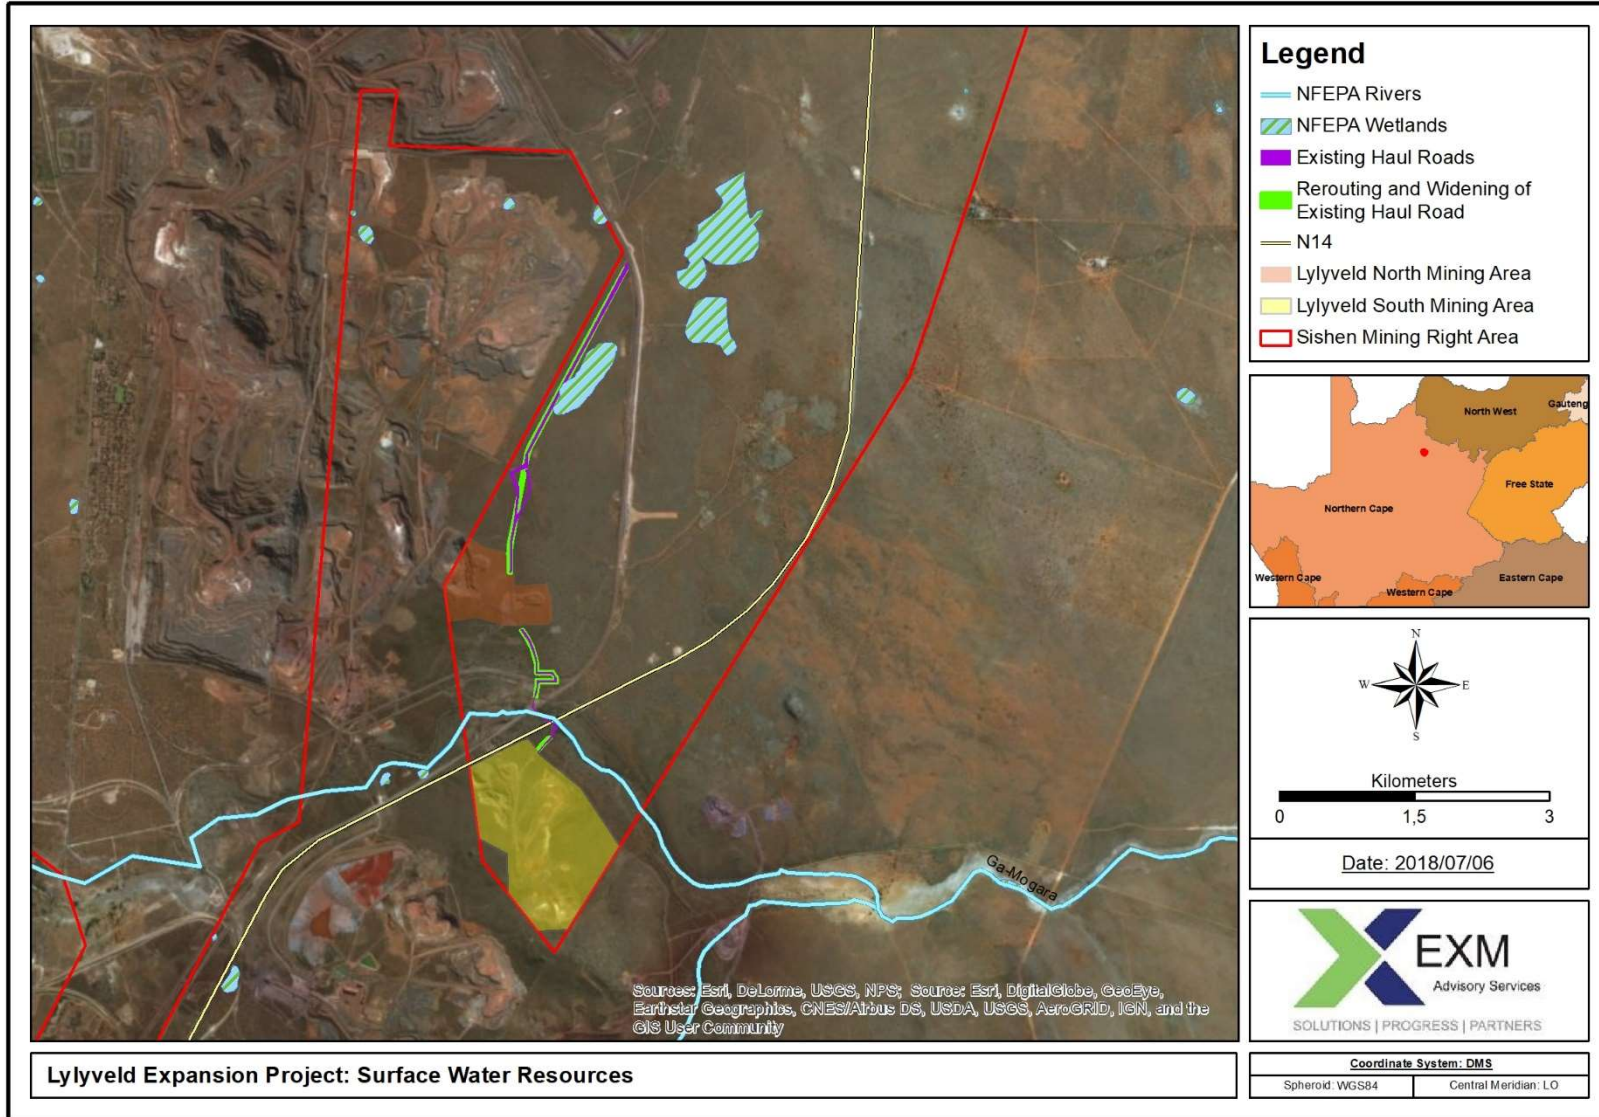 Legend
NFEPA Rivers
NFEPA Wetlands
Existing Haul Roads
Rerouting and Widening of
Existing Haul Road
N14
Lylyveld North Mining Area
Lylyveld South Mining Area
Sishen Mining Right Area
North West
Gauteng
Free State
Northern Cape
Western Cape
Western Cape
Eastern Cape
N
W
E
S
Kilometers
0
1,5
3
Date: 2018/07/06
Ga-Mogara
EXM
Advisory Services
SOLUTIONS | PROGRESS | PARTNERS
Sources: Esri, DeLorme, USGS, NPS; Source: Esri, DigitalGlobe, GeoEye,
Earthstar Geographics, CNES/Airbus DS, USDA, USGS, AeroGRID, IGN, and the
GIS User Community
Lylyveld Expansion Project: Surface Water Resources
Coordinate System: DMS
Spheroid: WGS84
Central Meridian: LO